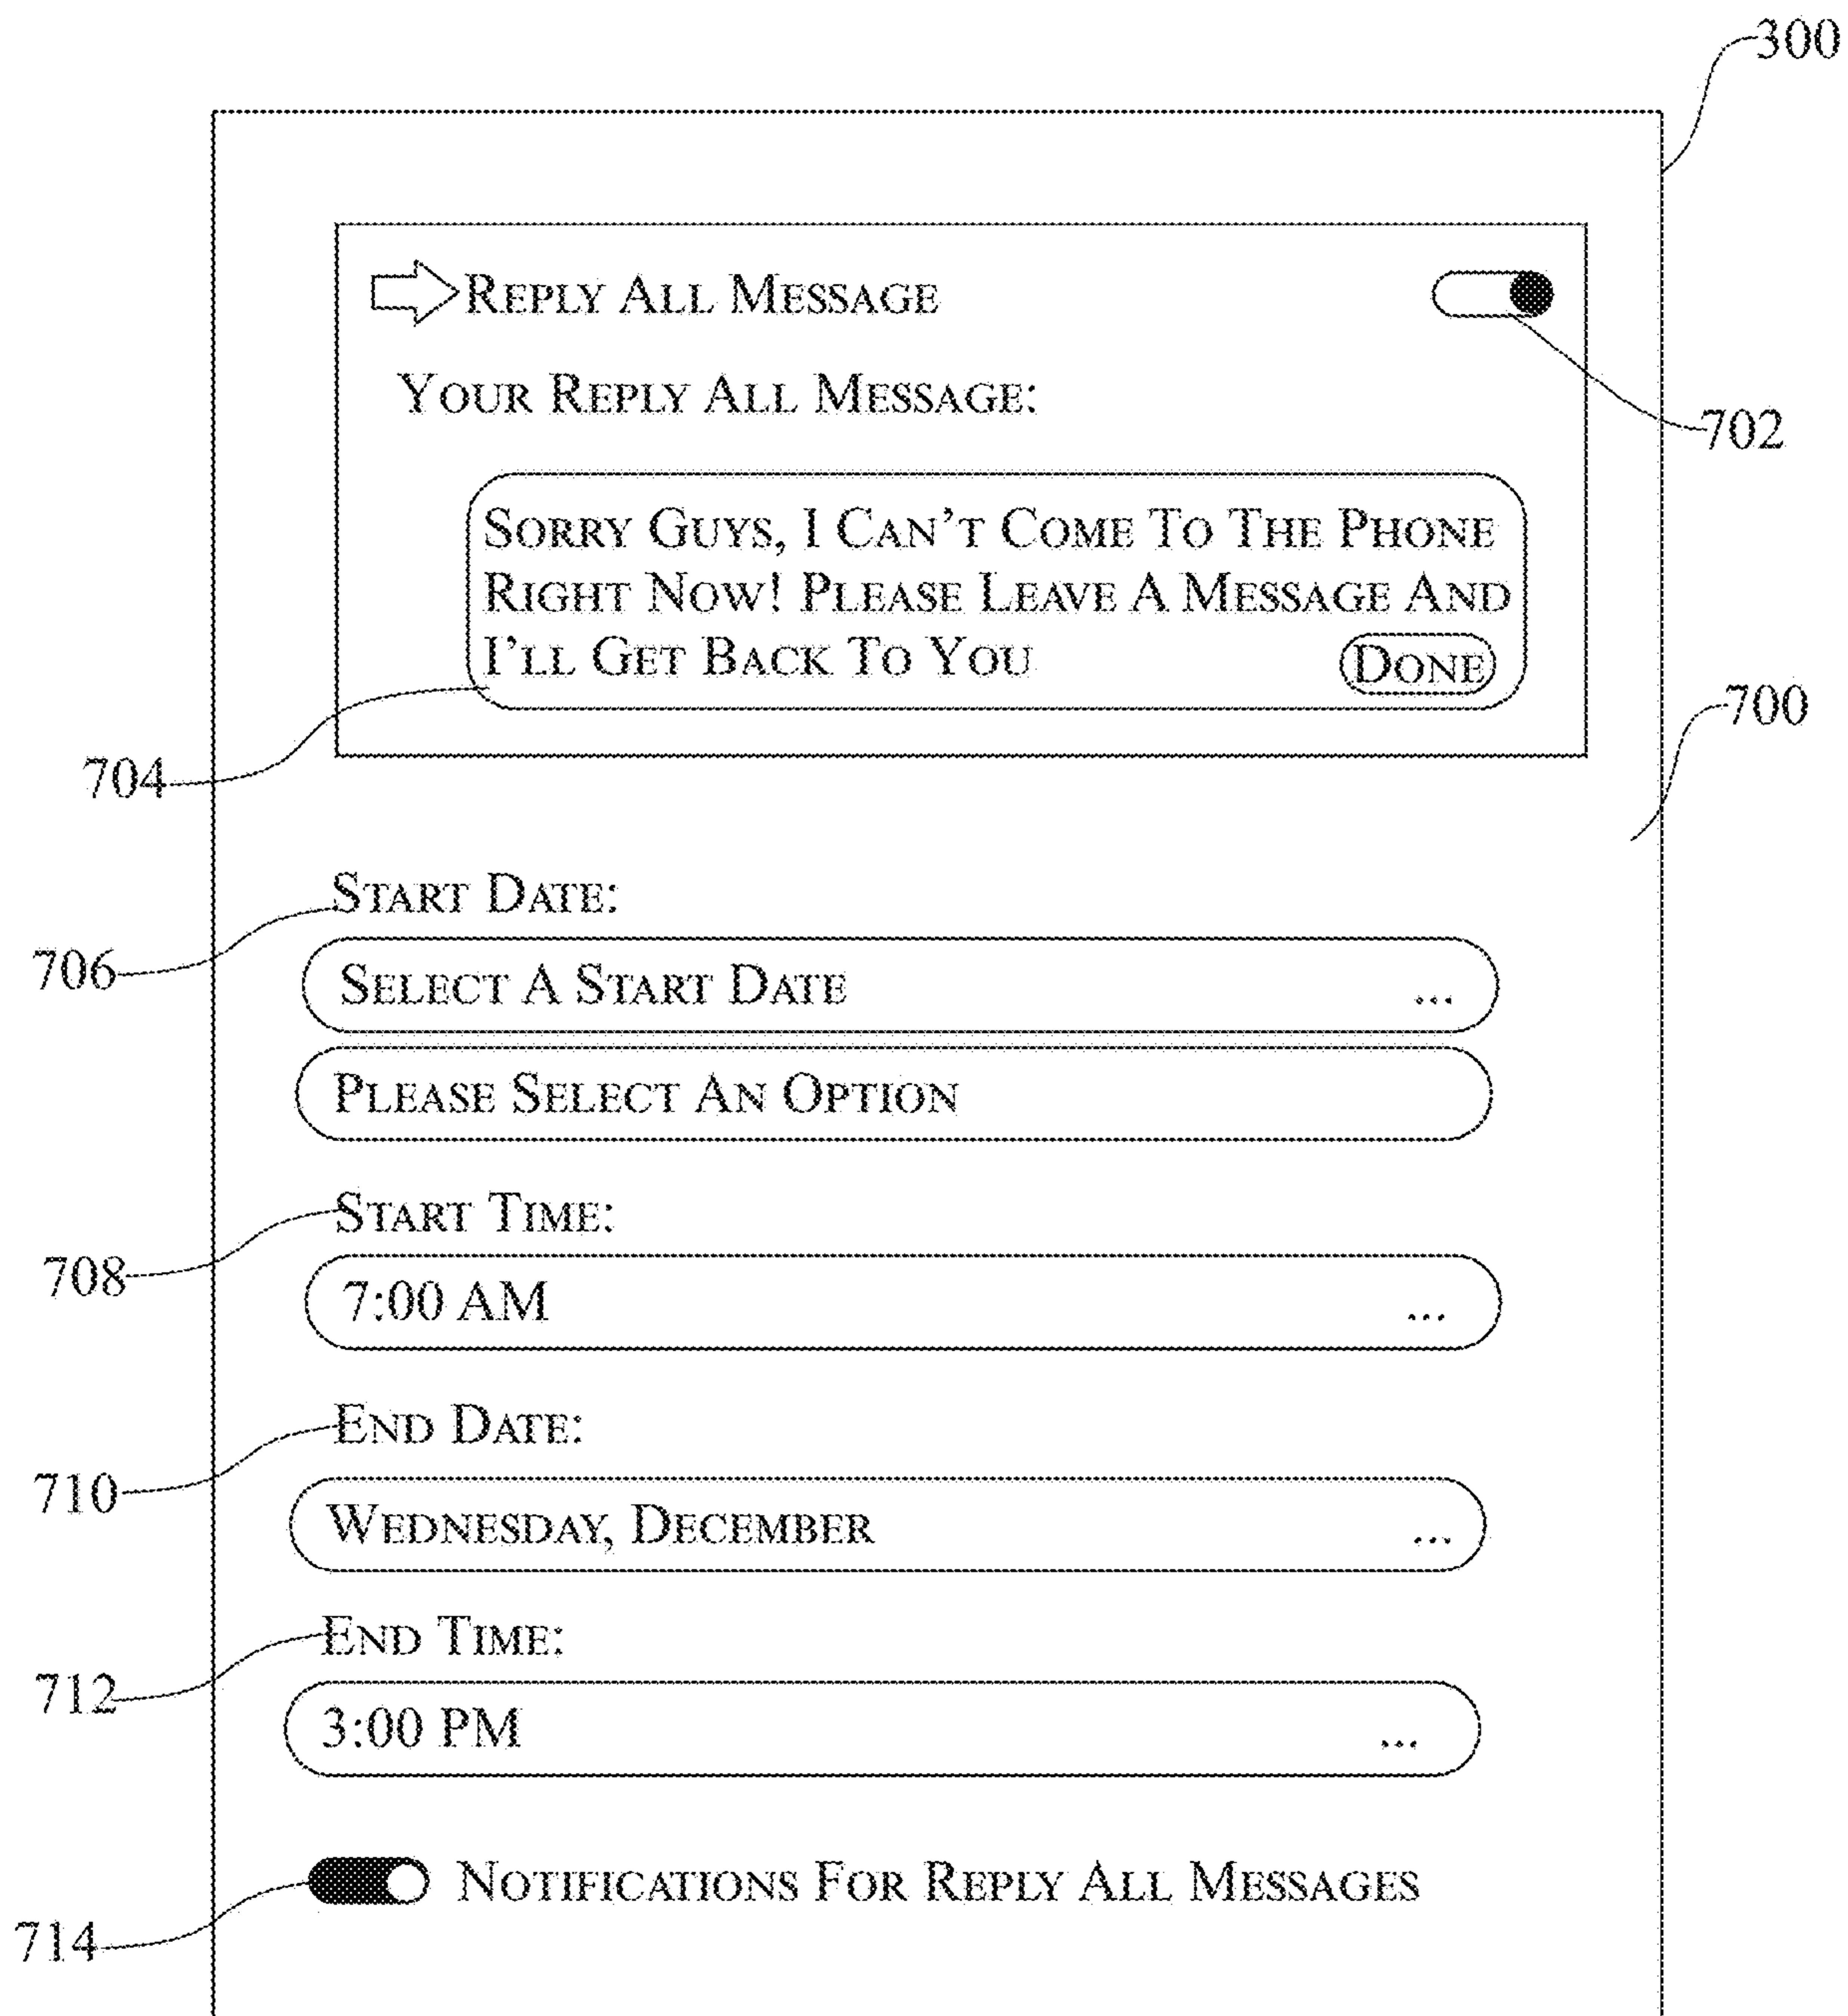 300
Reply All Message
Your Reply All Message:
702
Sorry Guys, I Can't Come To The Phone
Right Now! Please Leave A Message And
I'll Get Back To You
Done
700
704
Start Date:
706
Select A Start Date ...
Please Select An Option
Start Time:
708
7:00 AM ...
End Date:
710
Wednesday, December ...
End Time:
712
3:00 PM ...
Notifications For Reply All Messages
714